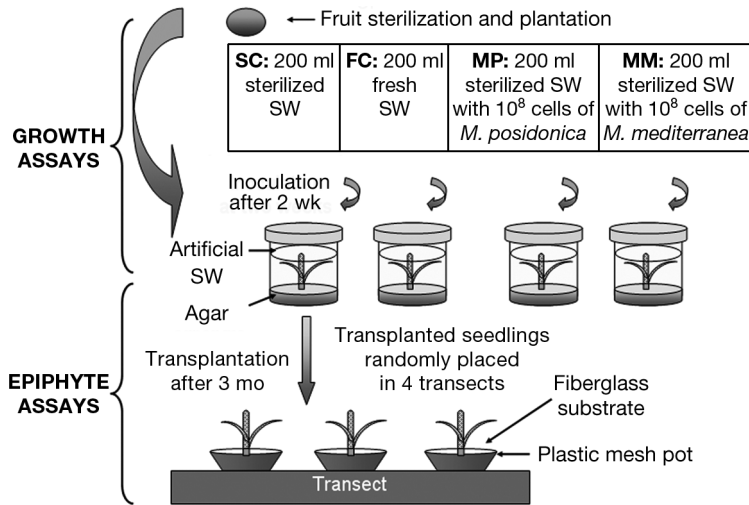 Fruit sterilization and plantation
SC: 200 ml
sterilized
SW
FC: 200 ml
fresh
SW
MP: 200 ml
sterilized SW
with 10⁸ cells of
M. posidonica
MM: 200 ml
sterilized SW
with 10⁸ cells of
M. mediterranea
GROWTH
ASSAYS
Inoculation
after 2 wk
Artificial
SW
Agar
EPIPHYTE
ASSAYS
Transplantation
after 3 mo
Transplanted seedlings
randomly placed
in 4 transects
Fiberglass
substrate
Plastic mesh pot
Transect